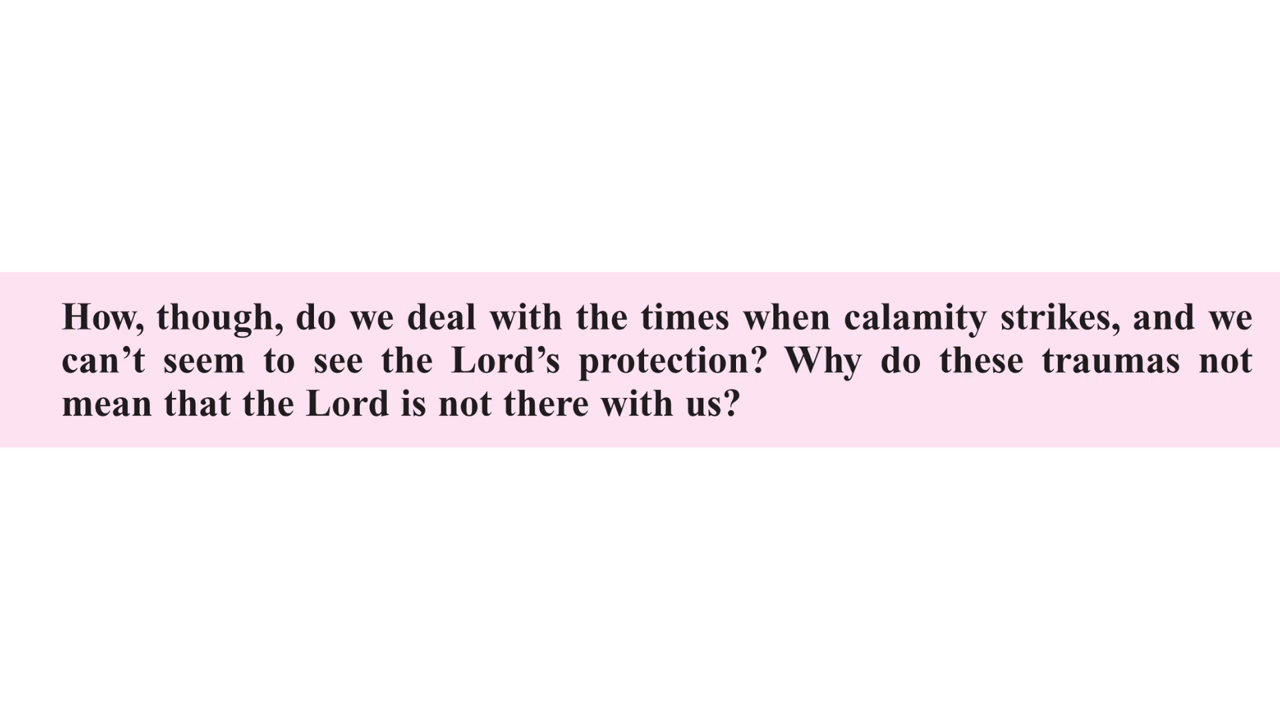 How, though, do we deal with the times when calamity strikes, and we
can’t seem to see the Lord’s protection? Why do these traumas not
mean that the Lord is not there with us?